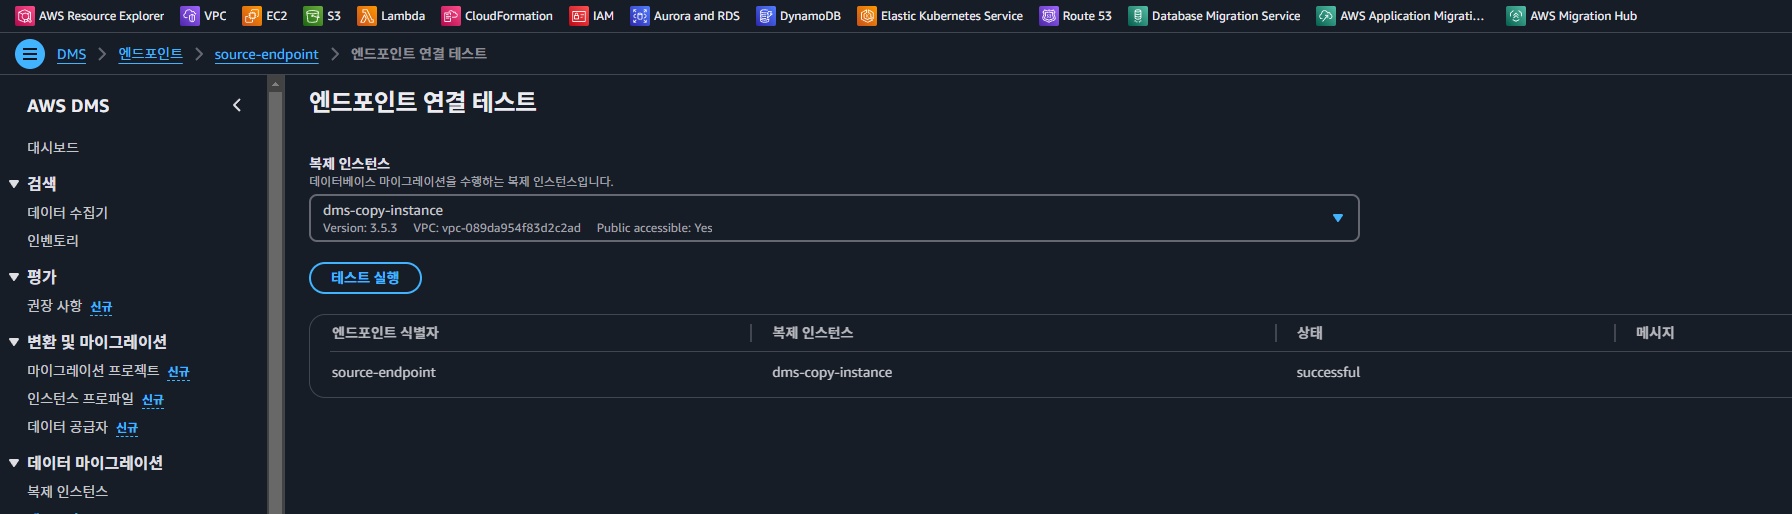 AWS Resource Explorer VPC EC2 S3 Lambda CloudFormation IAM Aurora and RDS DynamoDB Elastic Kubernetes Service Route 53 Database Migration Service AWS Application Migrati... AWS Migration Hub
DMS > 엔드포인트 > source-endpoint > 엔드포인트 연결 테스트
AWS DMS
대시보드
검색
데이터 수집기
인벤토리
평가
권장 사항 신규
변환 및 마이그레이션
마이그레이션 프로젝트 신규
인스턴스 프로파일 신규
데이터 공급자 신규
데이터 마이그레이션
복제 인스턴스
엔드포인트 연결 테스트
복제 인스턴스
데이터베이스 마이그레이션을 수행하는 복제 인스턴스입니다.
dms-copy-instance
Version: 3.5.3 VPC: vpc-089da954f83d2c2ad Public accessible: Yes
테스트 실행
엔드포인트 식별자 복제 인스턴스 상태 메시지
source-endpoint dms-copy-instance successful